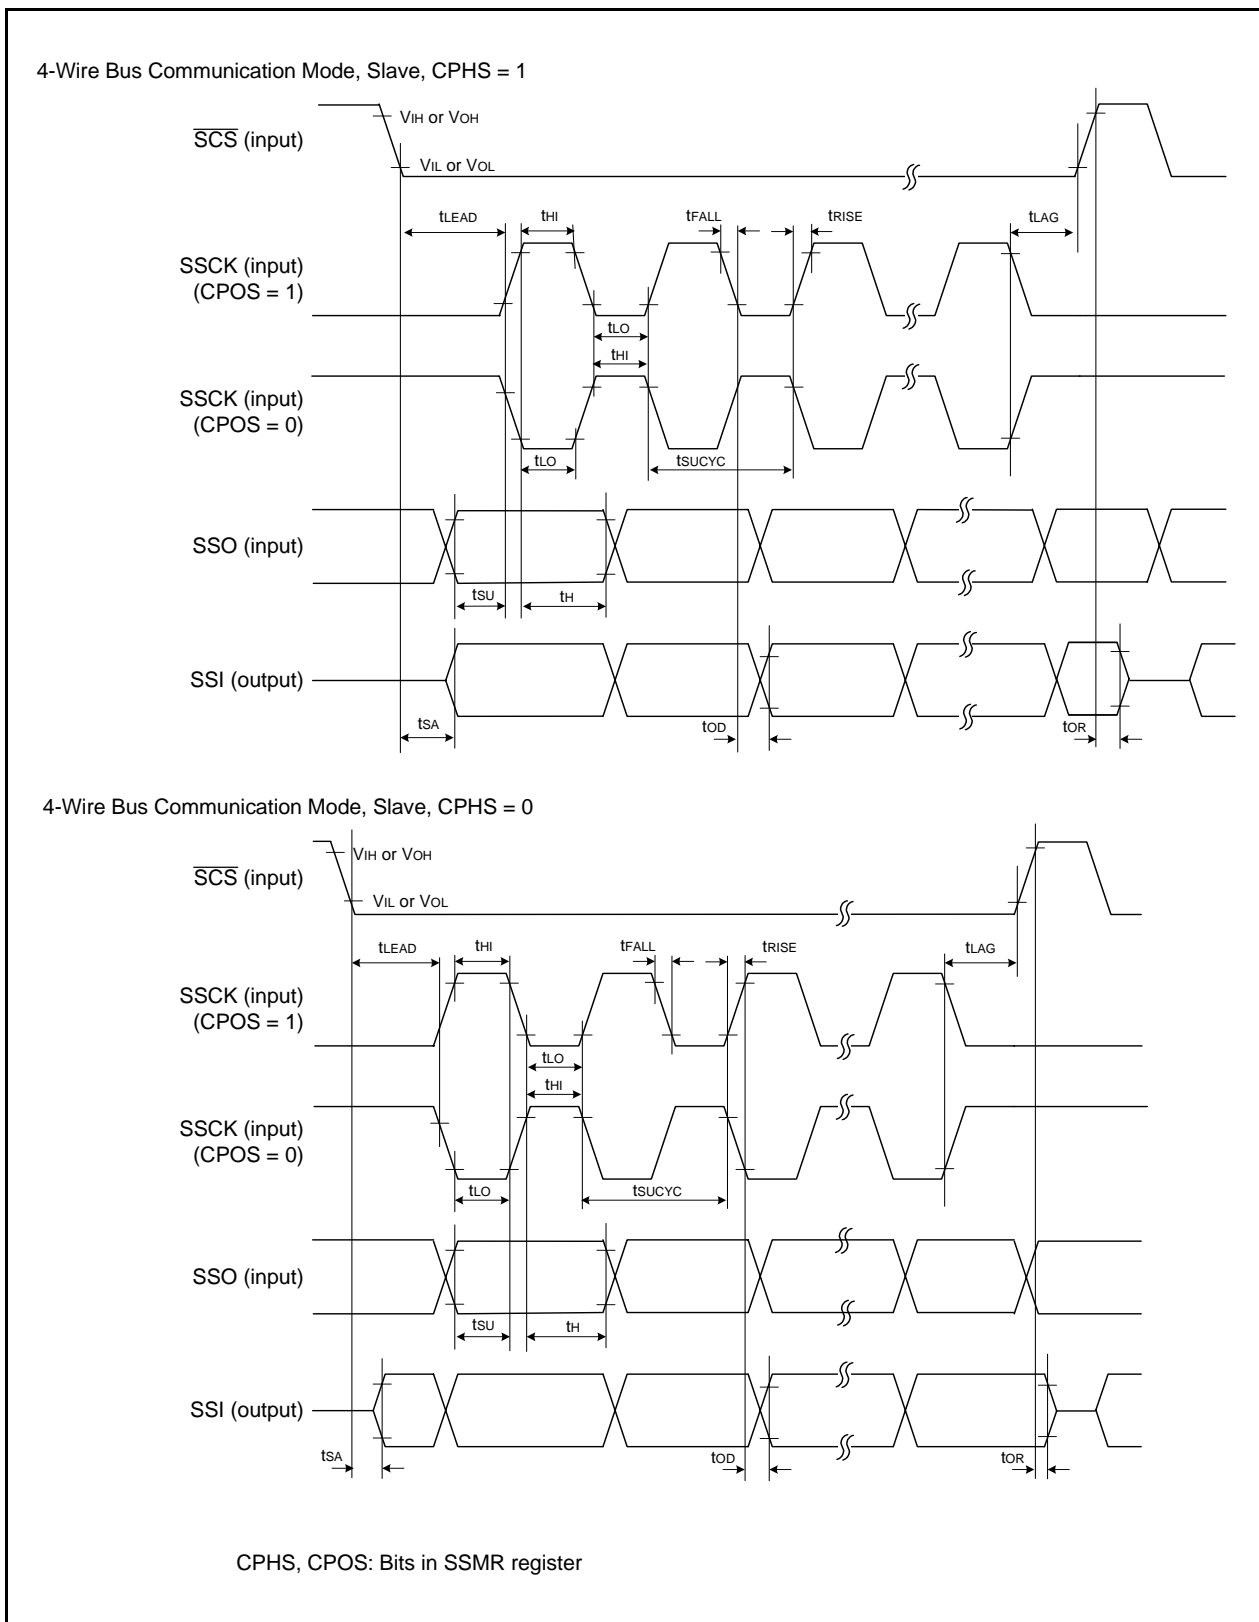 4-Wire Bus Communication Mode, Slave, CPHS = 1
VIH or VOH
SCS (input)
VIL or VOL
tLEAD
tHI
tFALL
tRISE
tLAG
SSCK (input)
(CPOS = 1)
tLO
tHI
SSCK (input)
(CPOS = 0)
tLO
tSUCYC
SSO (input)
tSU
tH
SSI (output)
tSA
tOD
tOR
4-Wire Bus Communication Mode, Slave, CPHS = 0
VIH or VOH
SCS (input)
VIL or VOL
tLEAD
tHI
tFALL
tRISE
tLAG
SSCK (input)
(CPOS = 1)
tLO
tHI
SSCK (input)
(CPOS = 0)
tLO
tSUCYC
SSO (input)
tSU
tH
SSI (output)
tSA
tOD
tOR
CPHS, CPOS: Bits in SSMR register